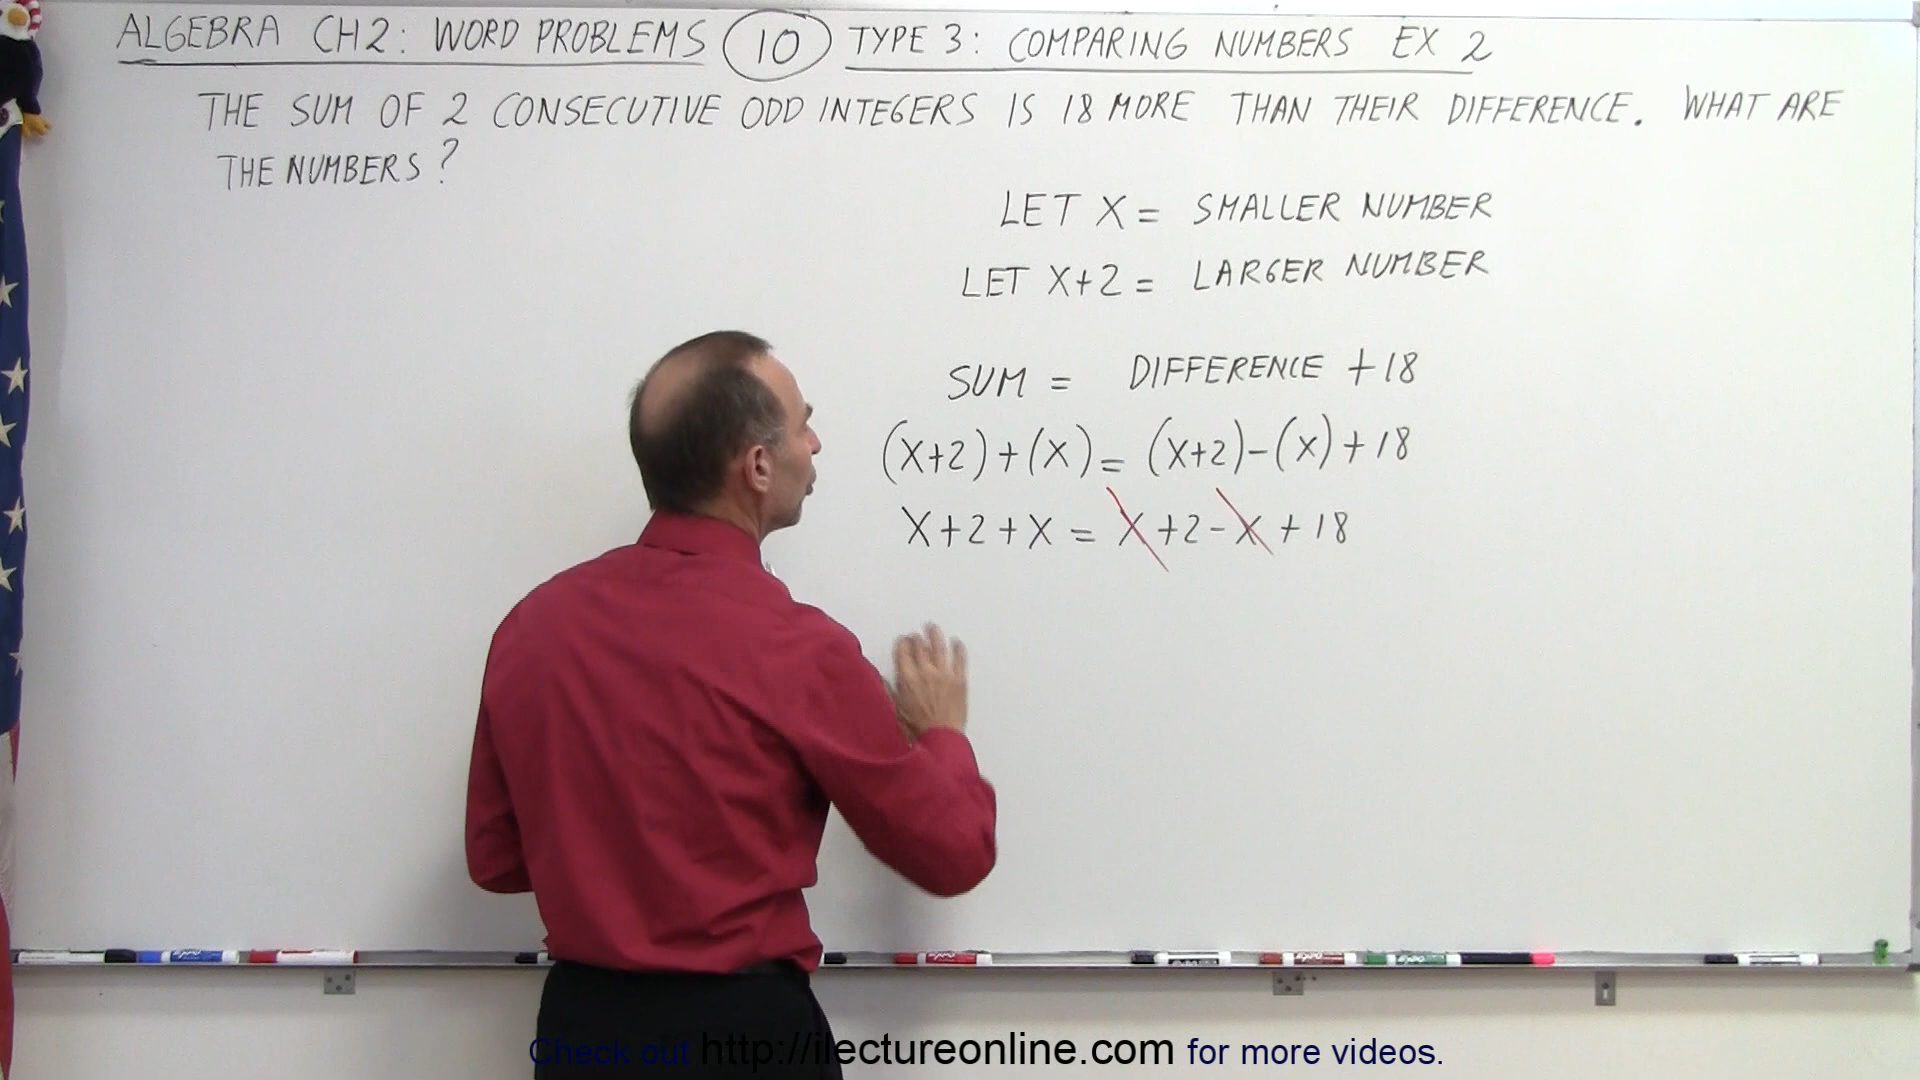 ALGEBRA CH2: WORD PROBLEMS 10 TYPE 3: COMPARING NUMBERS EX 2
THE SUM OF 2 CONSECUTIVE ODD INTEGERS IS 18 MORE THAN THEIR DIFFERENCE. WHAT ARE
THE NUMBERS?
LET X = SMALLER NUMBER
LET X+2 = LARGER NUMBER
SUM = DIFFERENCE +18
(X+2)+(X) = (X+2)-(X)+18
X+2+X = X+2-X+18
Check out http://ilectureonline.com for more videos.